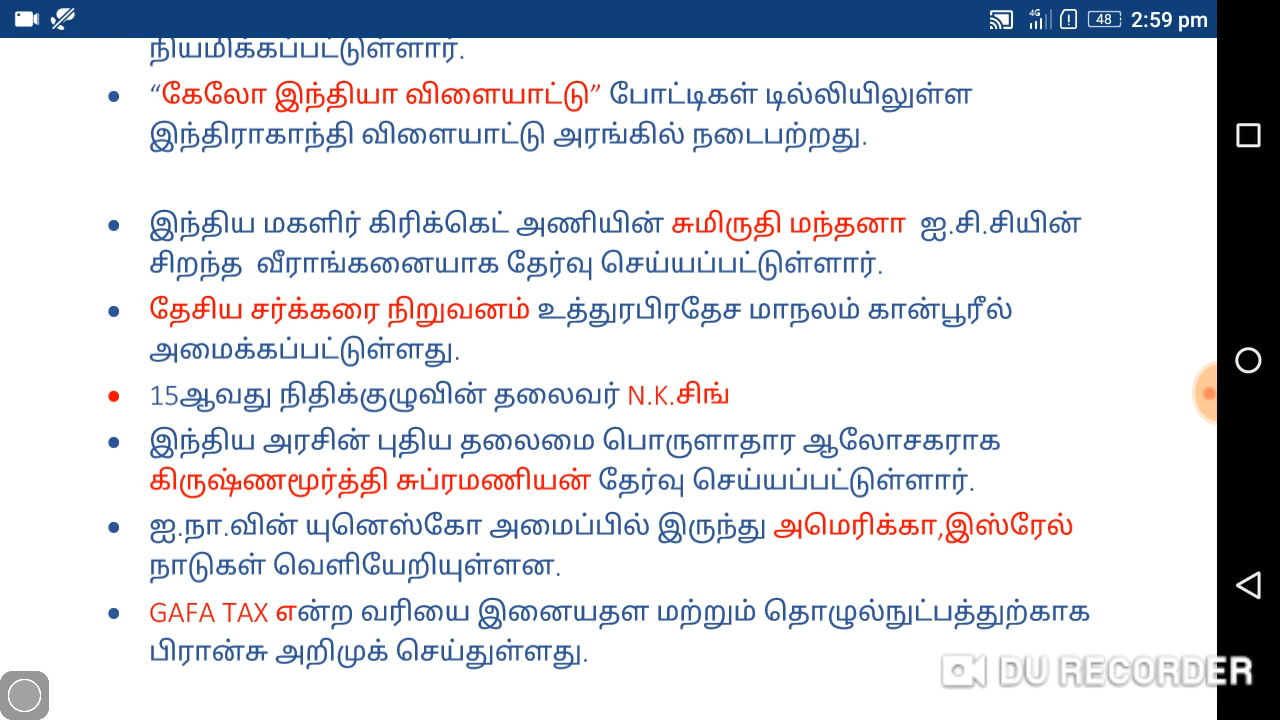 4G
48 2:59 pm
நியமிக்கப்பட்டுள்ளார்.
• “கேலோ இந்தியா விளையாட்டு” போட்டிகள் டில்லியிலுள்ள
இந்திராகாந்தி விளையாட்டு அரங்கில் நடைபற்றது.
• இந்திய மகளிர் கிரிக்கெட் அணியின் சுமிருதி மந்தனா ஐ.சி.சியின்
சிறந்த வீராங்கனையாக தேர்வு செய்யப்பட்டுள்ளார்.
• தேசிய சர்க்கரை நிறுவனம் உத்துரபிரதேச மாநலம் கான்பூரீல்
அமைக்கப்பட்டுள்ளது.
• 15ஆவது நிதிக்குழுவின் தலைவர் N.K.சிங்
• இந்திய அரசின் புதிய தலைமை பொருளாதார ஆலோசகராக
கிருஷ்ணமூர்த்தி சுப்ரமணியன் தேர்வு செய்யப்பட்டுள்ளார்.
• ஐ.நா.வின் யுனெஸ்கோ அமைப்பில் இருந்து அமெரிக்கா,இஸ்ரேல்
நாடுகள் வெளியேறியுள்ளன.
• GAFA TAX என்ற வரியை இனையதள மற்றும் தொழுல்நுட்பத்துற்காக
பிரான்சு அறிமுக் செய்துள்ளது.
DU RECORDER